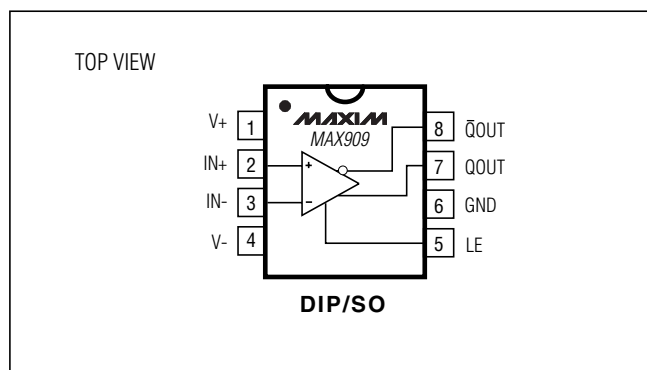 TOP VIEW
MAXIM
MAX909
V+ 1
IN+ 2
IN- 3
V- 4
8 Q̅OUT
7 QOUT
6 GND
5 LE
+
−
DIP/SO